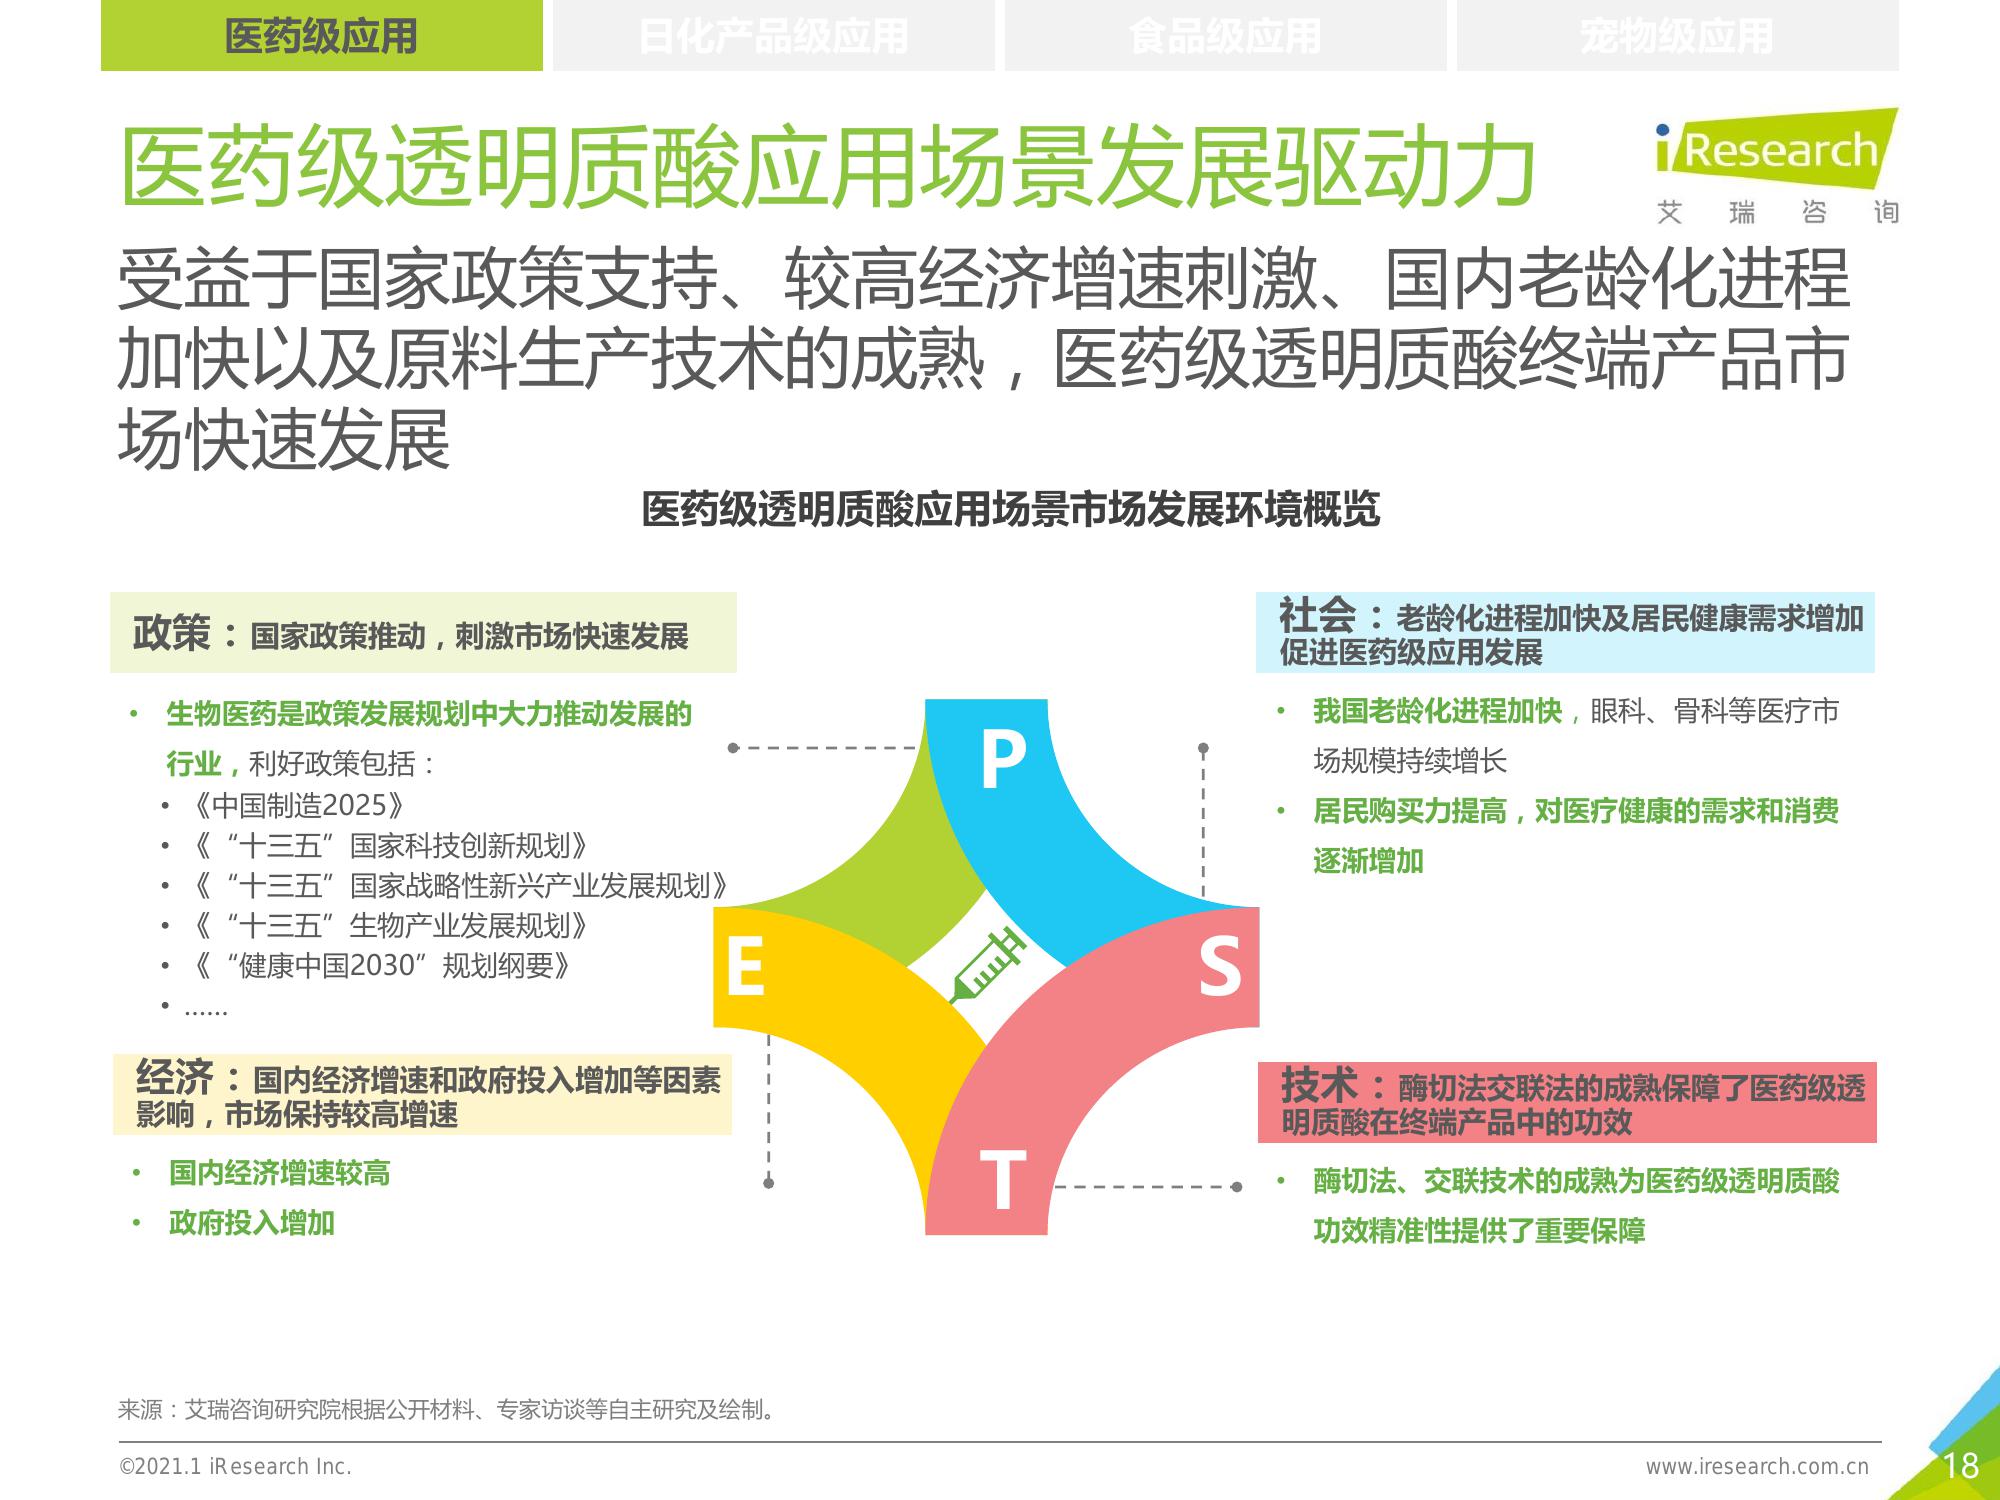 医药级应用
日化产品级应用
食品级应用
宠物级应用
医药级透明质酸应用场景发展驱动力
iResearch
艾瑞咨询
受益于国家政策支持、较高经济增速刺激、国内老龄化进程
加快以及原料生产技术的成熟，医药级透明质酸终端产品市
场快速发展
医药级透明质酸应用场景市场发展环境概览
政策：国家政策推动，刺激市场快速发展
• 生物医药是政策发展规划中大力推动发展的
行业，利好政策包括：
• 《中国制造2025》
• 《“十三五”国家科技创新规划》
• 《“十三五”国家战略性新兴产业发展规划》
• 《“十三五”生物产业发展规划》
• 《“健康中国2030”规划纲要》
• ……
社会：老龄化进程加快及居民健康需求增加
促进医药级应用发展
• 我国老龄化进程加快，眼科、骨科等医疗市
场规模持续增长
• 居民购买力提高，对医疗健康的需求和消费
逐渐增加
P
E
S
T
经济：国内经济增速和政府投入增加等因素
影响，市场保持较高增速
• 国内经济增速较高
• 政府投入增加
技术：酶切法交联法的成熟保障了医药级透
明质酸在终端产品中的功效
• 酶切法、交联技术的成熟为医药级透明质酸
功效精准性提供了重要保障
来源：艾瑞咨询研究院根据公开材料、专家访谈等自主研究及绘制。
©2021.1 iResearch Inc.
www.iresearch.com.cn
18